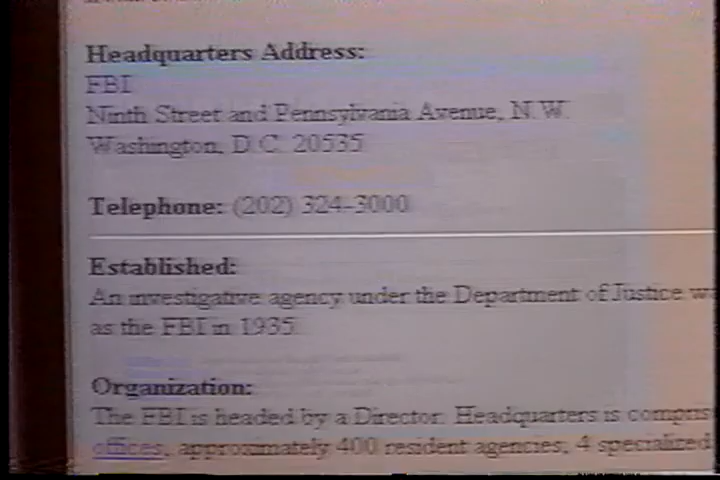 Headquarters Address:
FBI
Ninth Street and Pennsylvania Avenue, N.W.
Washington, D.C. 20535
Telephone: (202) 324-3000
Established:
An investigative agency under the Department of Justice
as the FBI in 1935
Organization:
The FBI is headed by a Director. Headquarters is
offices, approximately 400 resident agencies, 4 specialized